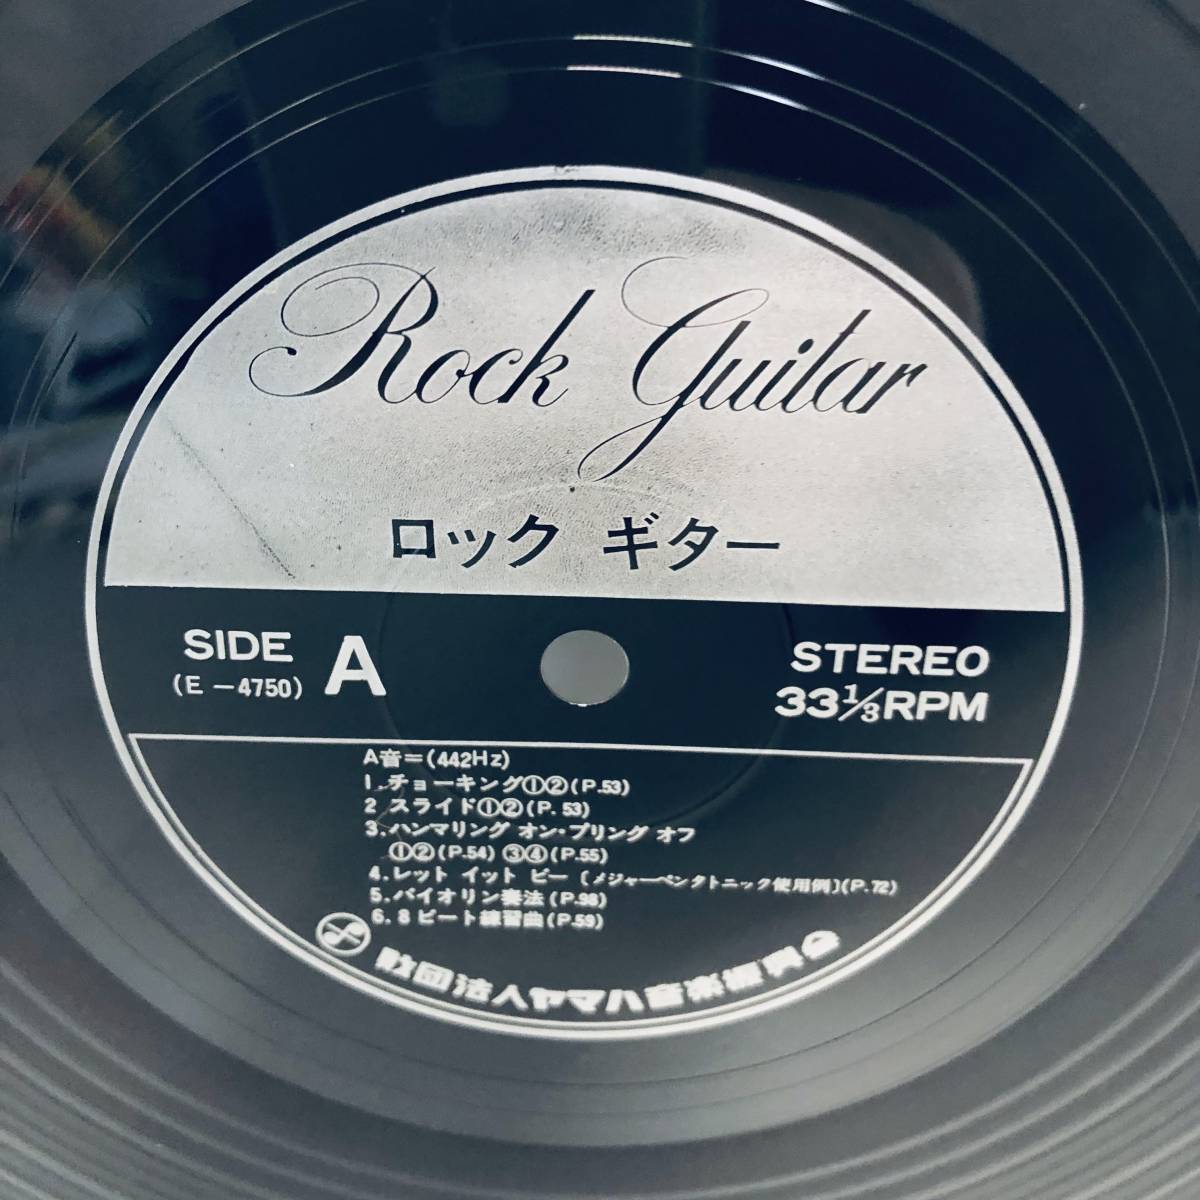 Rock Guitar
ロック ギター
SIDE A
(E-4750)
STEREO
33⅓RPM
A音=(442Hz)
1.チョーキング①②(P.53)
2 スライド①②(P.53)
3.ハンマリング オン・プリング オフ
①②(P.54) ③④(P.55)
4.レット イット ビー〔メジャーペンタトニック使用例〕(P.72)
5.バイオリン奏法(P.98)
6.8ビート練習曲(P.59)
財団法人ヤマハ音楽振興会